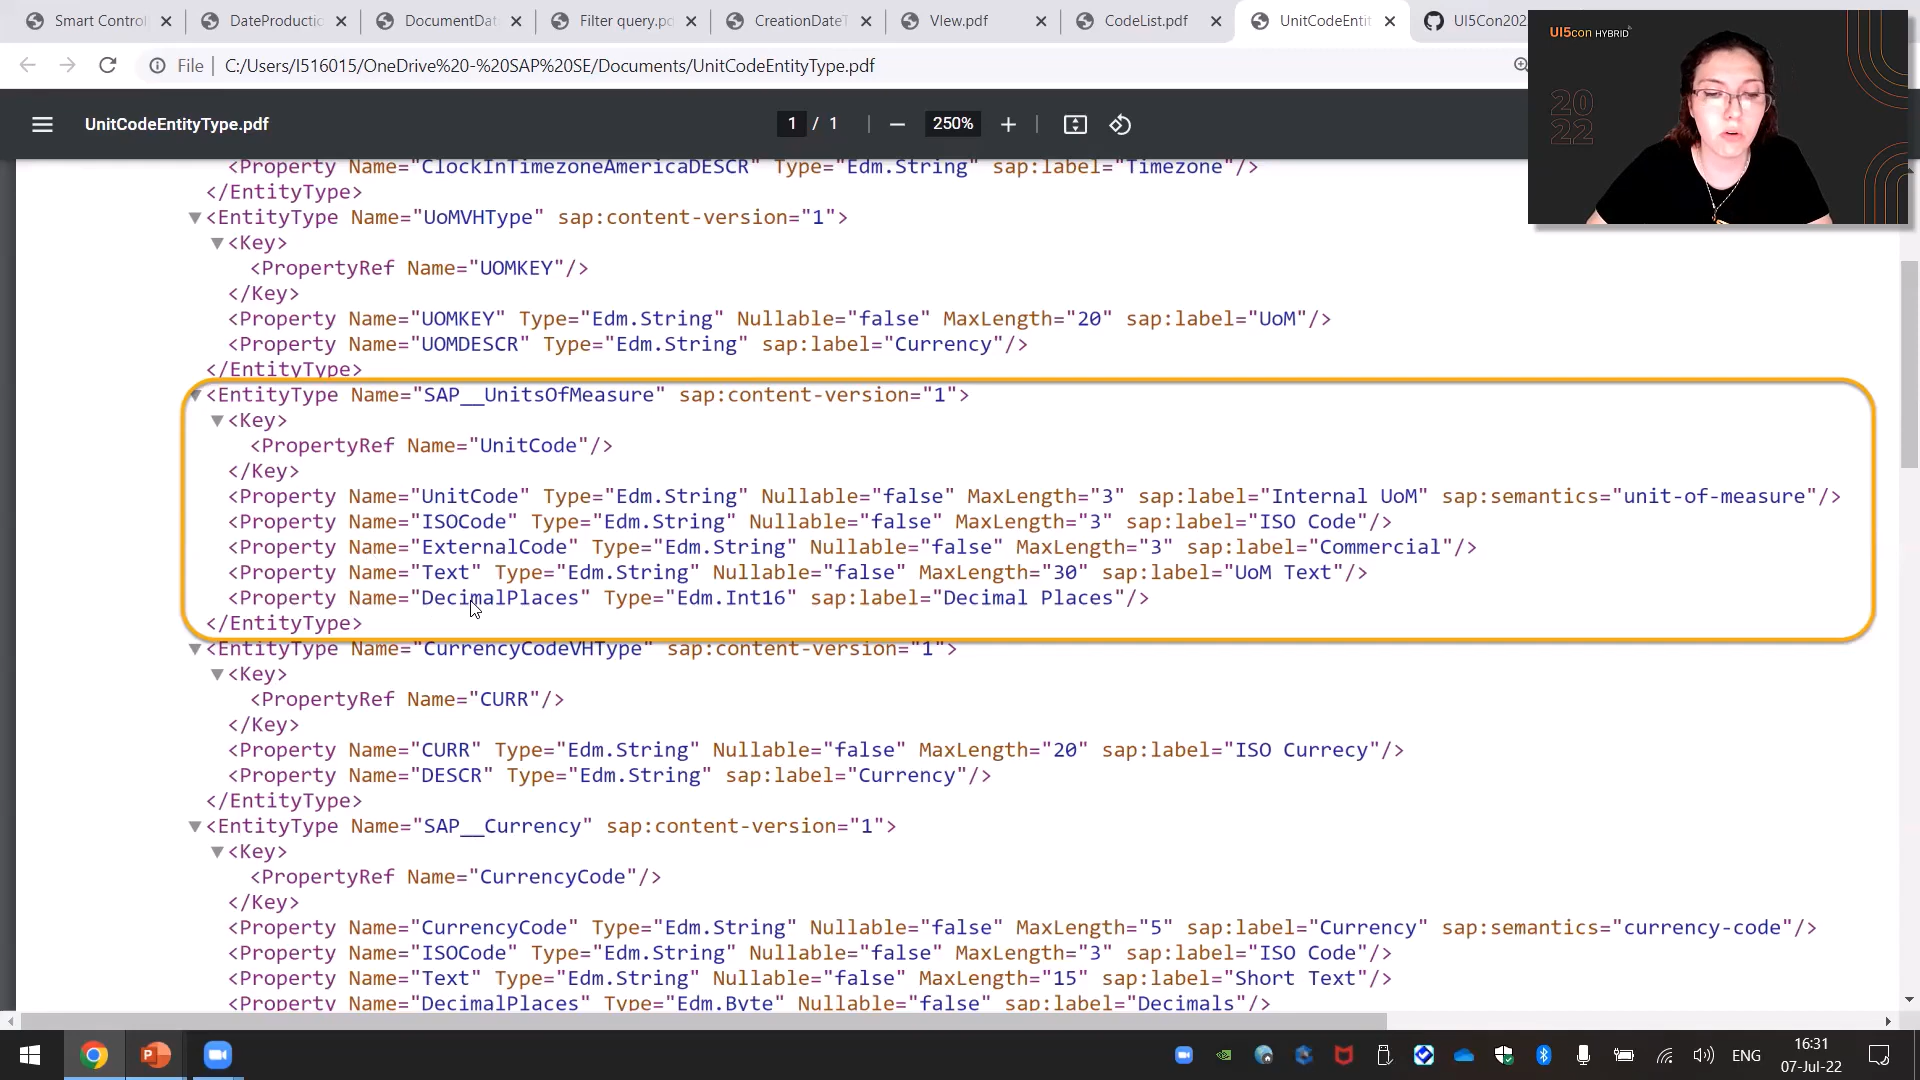 Smart Control
DateProductic
DocumentDat
Filter query.pd
CreationDateT
VIew.pdf
CodeList.pdf
UnitCodeEntit
UI5Con202
File
C:/Users/I516015/OneDrive%20-%20SAP%20SE/Documents/UnitCodeEntityType.pdf
UI5con HYBRID
20
22
UnitCodeEntityType.pdf
1 / 1
250%
<Property Name="ClockInTimezoneAmericaDESCR" Type="Edm.String" sap:label="Timezone"/>
</EntityType>
▼<EntityType Name="UoMVHType" sap:content-version="1">
▼<Key>
<PropertyRef Name="UOMKEY"/>
</Key>
<Property Name="UOMKEY" Type="Edm.String" Nullable="false" MaxLength="20" sap:label="UoM"/>
<Property Name="UOMDESCR" Type="Edm.String" sap:label="Currency"/>
</EntityType>
▼<EntityType Name="SAP__UnitsOfMeasure" sap:content-version="1">
▼<Key>
<PropertyRef Name="UnitCode"/>
</Key>
<Property Name="UnitCode" Type="Edm.String" Nullable="false" MaxLength="3" sap:label="Internal UoM" sap:semantics="unit-of-measure"/>
<Property Name="ISOCode" Type="Edm.String" Nullable="false" MaxLength="3" sap:label="ISO Code"/>
<Property Name="ExternalCode" Type="Edm.String" Nullable="false" MaxLength="3" sap:label="Commercial"/>
<Property Name="Text" Type="Edm.String" Nullable="false" MaxLength="30" sap:label="UoM Text"/>
<Property Name="DecimalPlaces" Type="Edm.Int16" sap:label="Decimal Places"/>
</EntityType>
▼<EntityType Name="CurrencyCodeVHType" sap:content-version="1">
▼<Key>
<PropertyRef Name="CURR"/>
</Key>
<Property Name="CURR" Type="Edm.String" Nullable="false" MaxLength="20" sap:label="ISO Currecy"/>
<Property Name="DESCR" Type="Edm.String" sap:label="Currency"/>
</EntityType>
▼<EntityType Name="SAP__Currency" sap:content-version="1">
▼<Key>
<PropertyRef Name="CurrencyCode"/>
</Key>
<Property Name="CurrencyCode" Type="Edm.String" Nullable="false" MaxLength="5" sap:label="Currency" sap:semantics="currency-code"/>
<Property Name="ISOCode" Type="Edm.String" Nullable="false" MaxLength="3" sap:label="ISO Code"/>
<Property Name="Text" Type="Edm.String" Nullable="false" MaxLength="15" sap:label="Short Text"/>
<Property Name="DecimalPlaces" Type="Edm.Byte" Nullable="false" sap:label="Decimals"/>
ENG
16:31
07-Jul-22